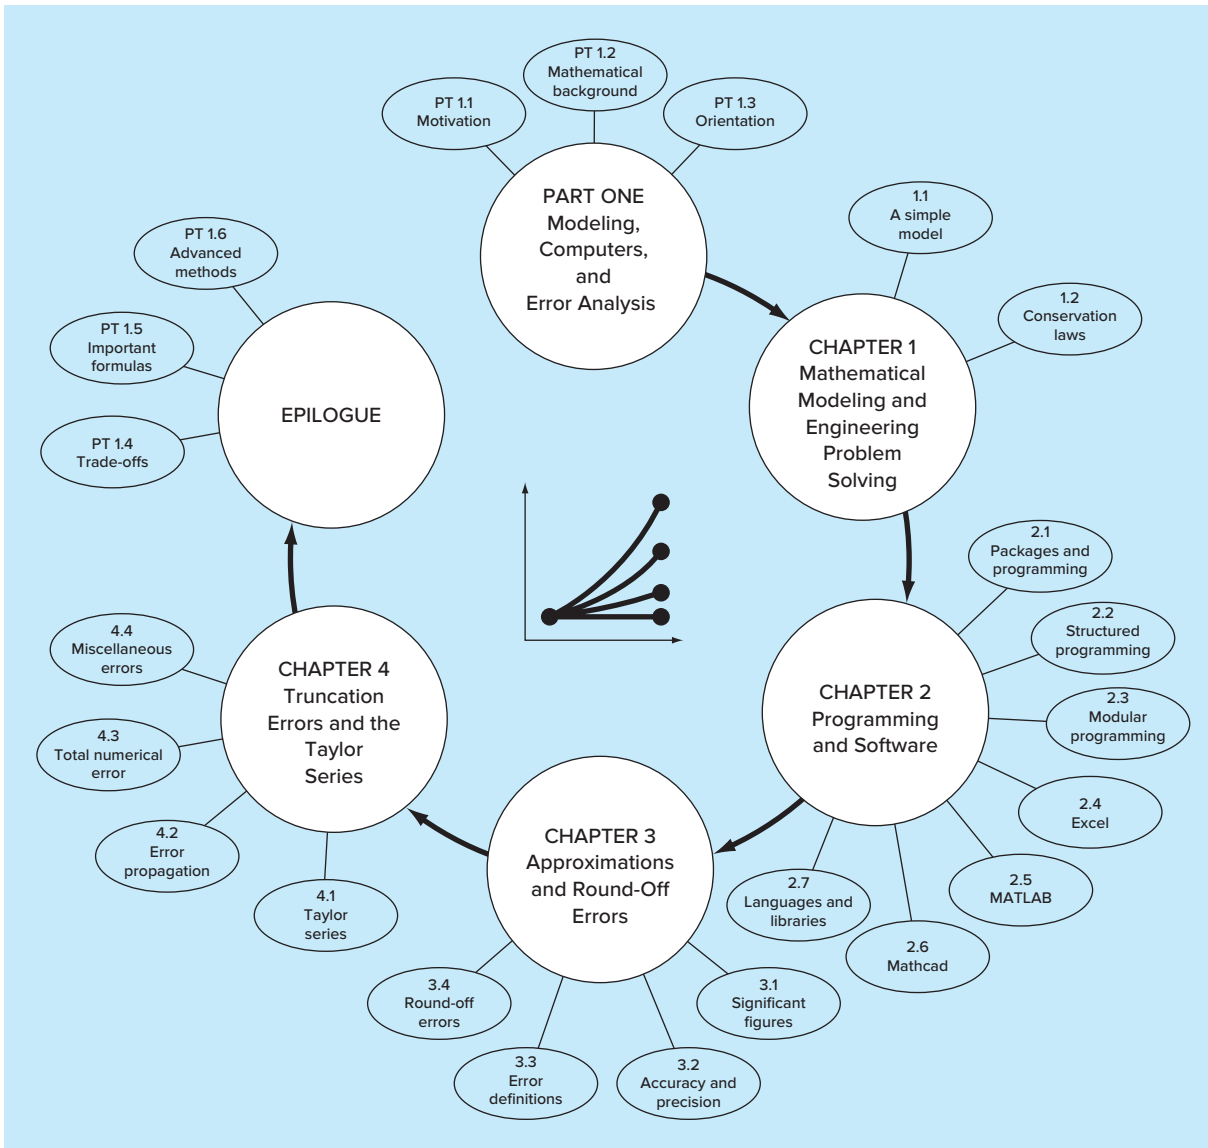 PT 1.1
Motivation
PT 1.2
Mathematical
background
PT 1.3
Orientation
PART ONE
Modeling,
Computers,
and
Error Analysis
1.1
A simple
model
1.2
Conservation
laws
CHAPTER 1
Mathematical
Modeling and
Engineering
Problem
Solving
2.1
Packages and
programming
2.2
Structured
programming
2.3
Modular
programming
2.4
Excel
2.5
MATLAB
2.6
Mathcad
2.7
Languages and
libraries
CHAPTER 2
Programming
and Software
CHAPTER 3
Approximations
and Round-Off
Errors
3.1
Significant
figures
3.2
Accuracy and
precision
3.3
Error
definitions
3.4
Round-off
errors
CHAPTER 4
Truncation
Errors and the
Taylor
Series
4.1
Taylor
series
4.2
Error
propagation
4.3
Total numerical
error
4.4
Miscellaneous
errors
EPILOGUE
PT 1.4
Trade-offs
PT 1.5
Important
formulas
PT 1.6
Advanced
methods